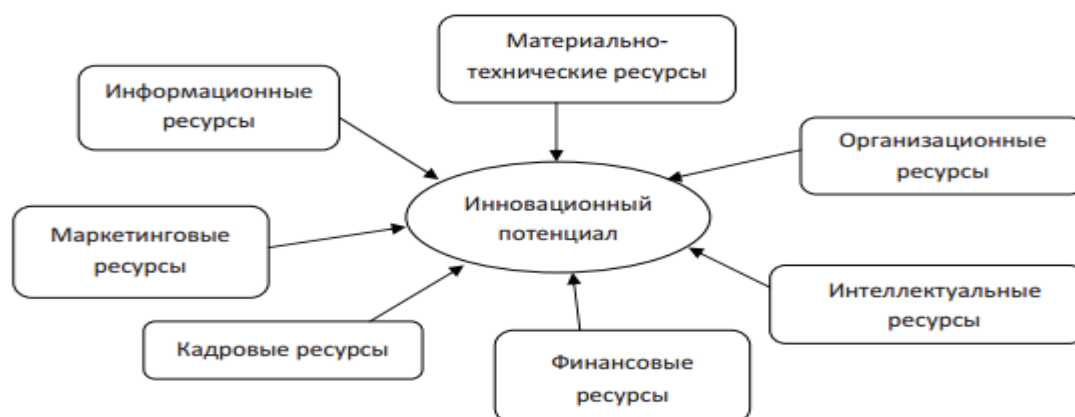 Материально-
технические ресурсы
Информационные
ресурсы
Организационные
ресурсы
Инновационный
потенциал
Маркетинговые
ресурсы
Интеллектуальные
ресурсы
Кадровые ресурсы
Финансовые
ресурсы